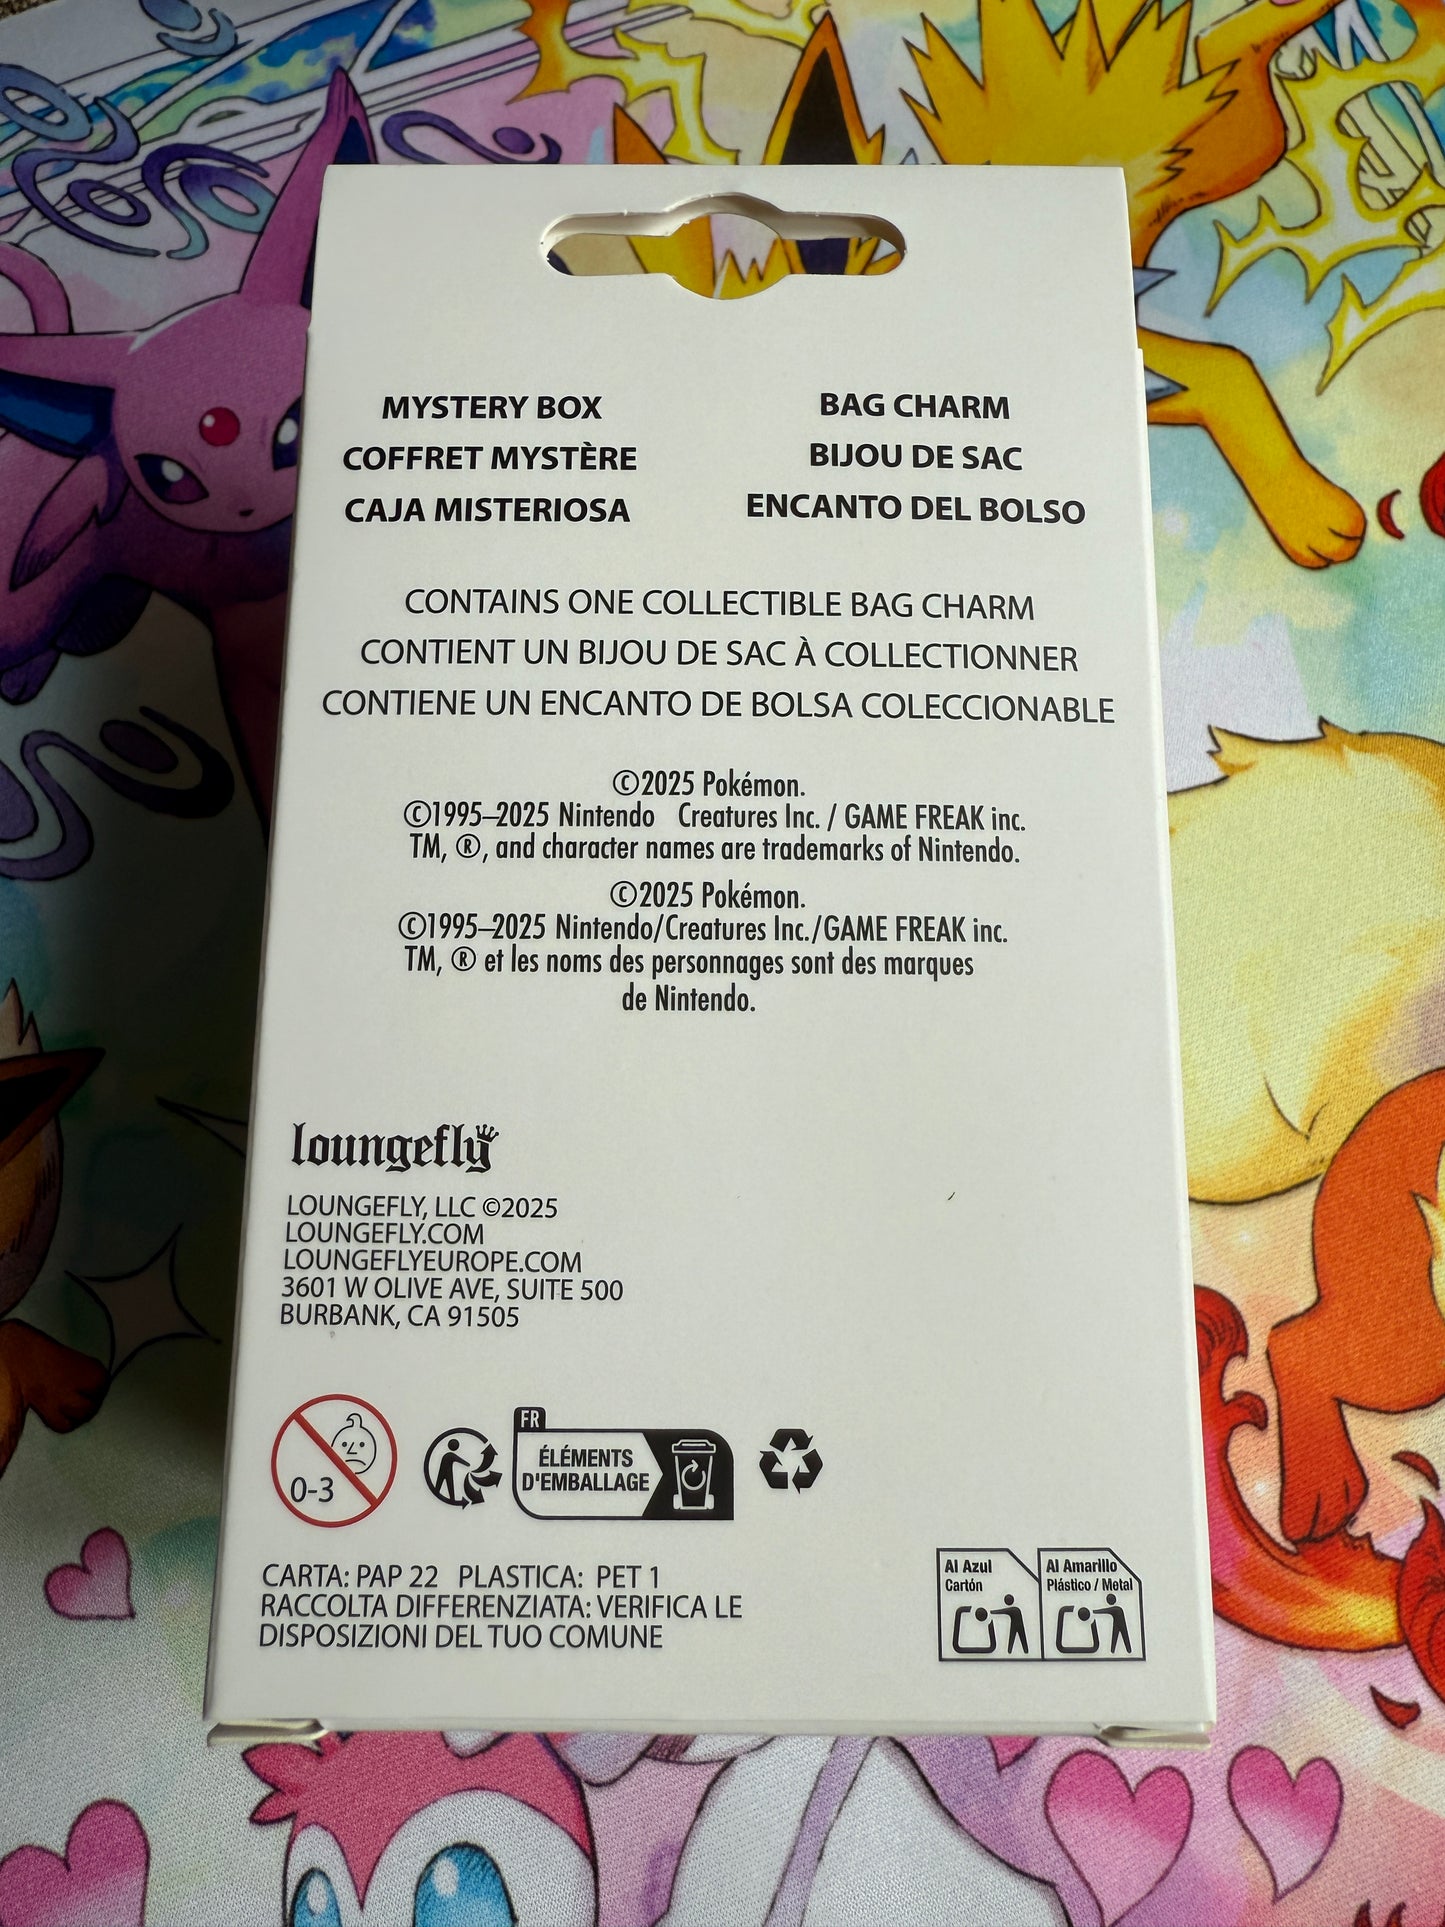 MYSTERY BOX
COFFRET MYSTÈRE
CAJA MISTERIOSA
BAG CHARM
BIJOU DE SAC
ENCANTO DEL BOLSO
CONTAINS ONE COLLECTIBLE BAG CHARM
CONTIENT UN BIJOU DE SAC À COLLECTIONNER
CONTIENE UN ENCANTO DE BOLSA COLECCIONABLE
©2025 Pokémon.
©1995–2025 Nintendo Creatures Inc. / GAME FREAK inc.
TM, ®, and character names are trademarks of Nintendo.
©2025 Pokémon.
©1995–2025 Nintendo/Creatures Inc./GAME FREAK inc.
TM, ® et les noms des personnages sont des marques
de Nintendo.
loungefly
LOUNGEFLY, LLC ©2025
LOUNGEFLY.COM
LOUNGEFLYEUROPE.COM
3601 W OLIVE AVE, SUITE 500
BURBANK, CA 91505
0-3
FR
ÉLÉMENTS
D'EMBALLAGE
CARTA: PAP 22 PLASTICA: PET 1
RACCOLTA DIFFERENZIATA: VERIFICA LE
DISPOSIZIONI DEL TUO COMUNE
Al Azul
Cartón
Al Amarillo
Plástico / Metal